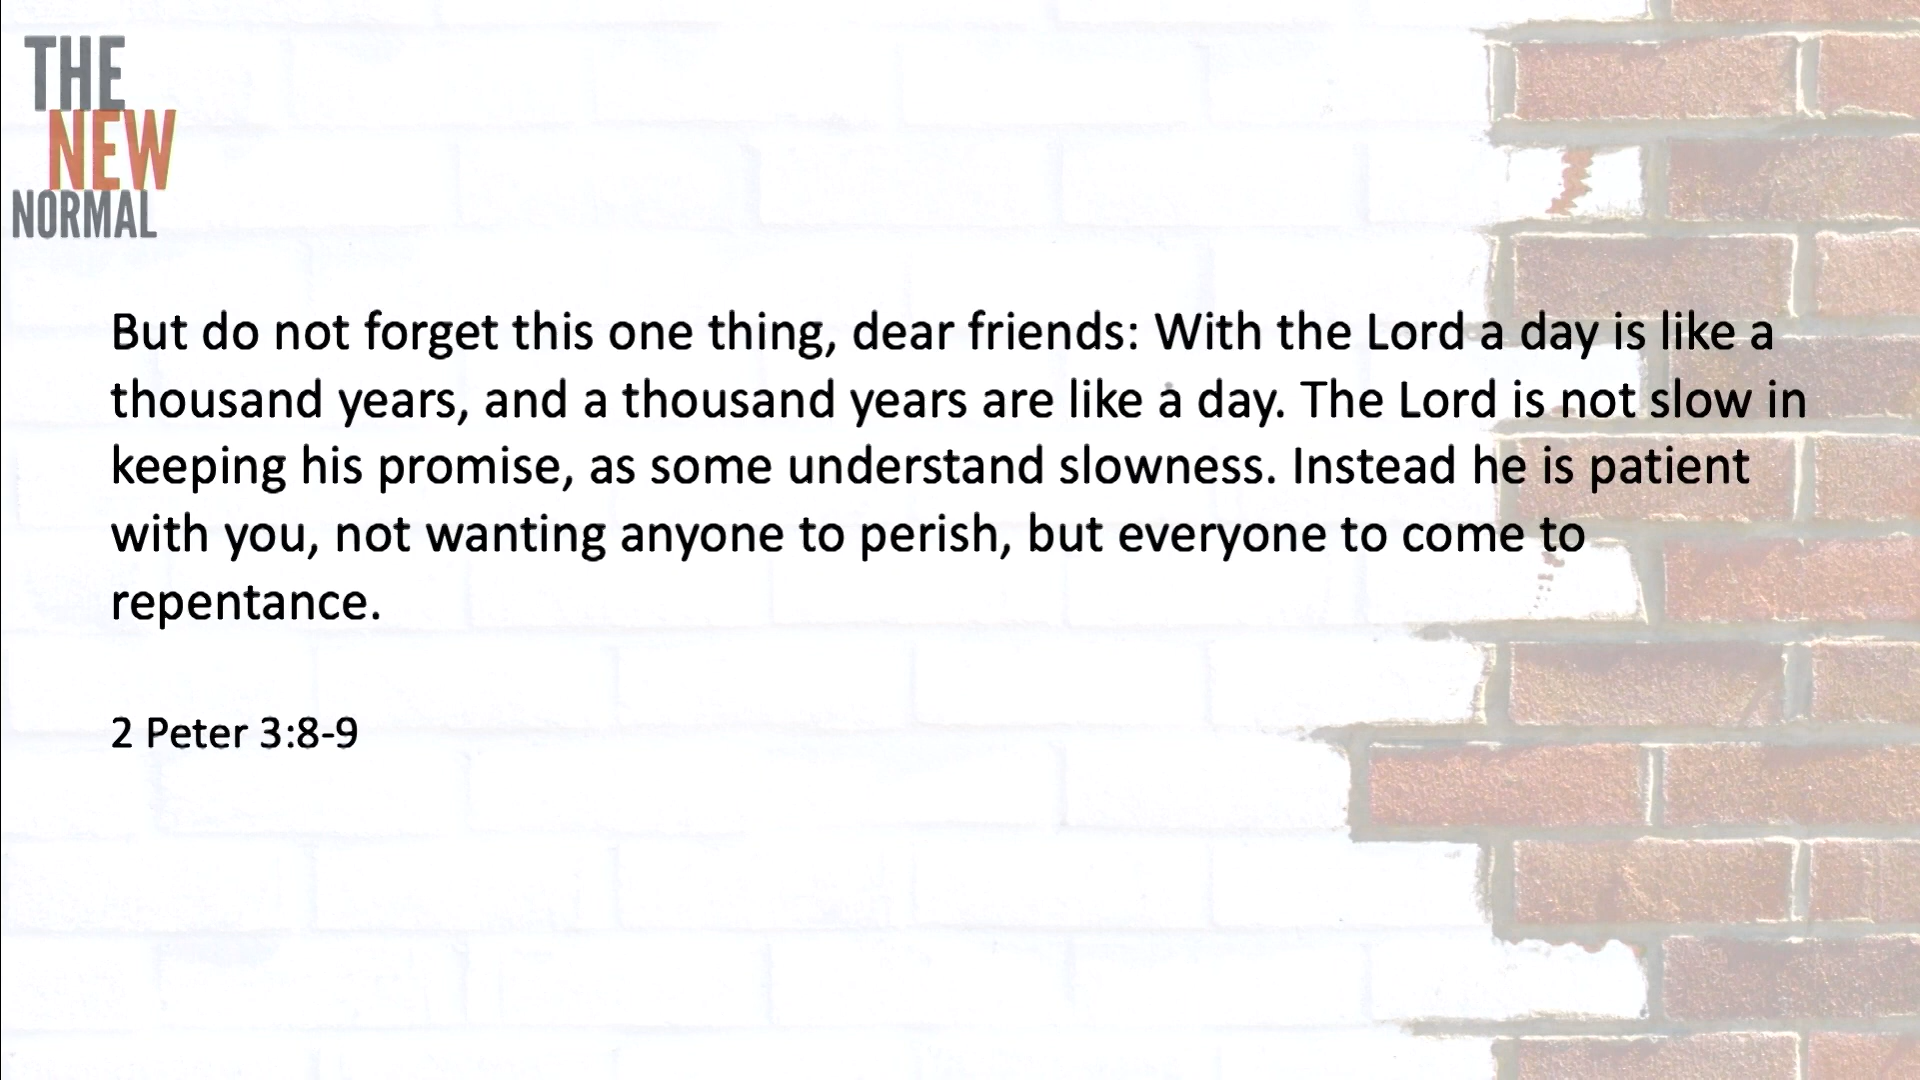 THE
NEW
NORMAL
But do not forget this one thing, dear friends: With the Lord a day is like a
thousand years, and a thousand years are like a day. The Lord is not slow in
keeping his promise, as some understand slowness. Instead he is patient
with you, not wanting anyone to perish, but everyone to come to
repentance.
2 Peter 3:8-9